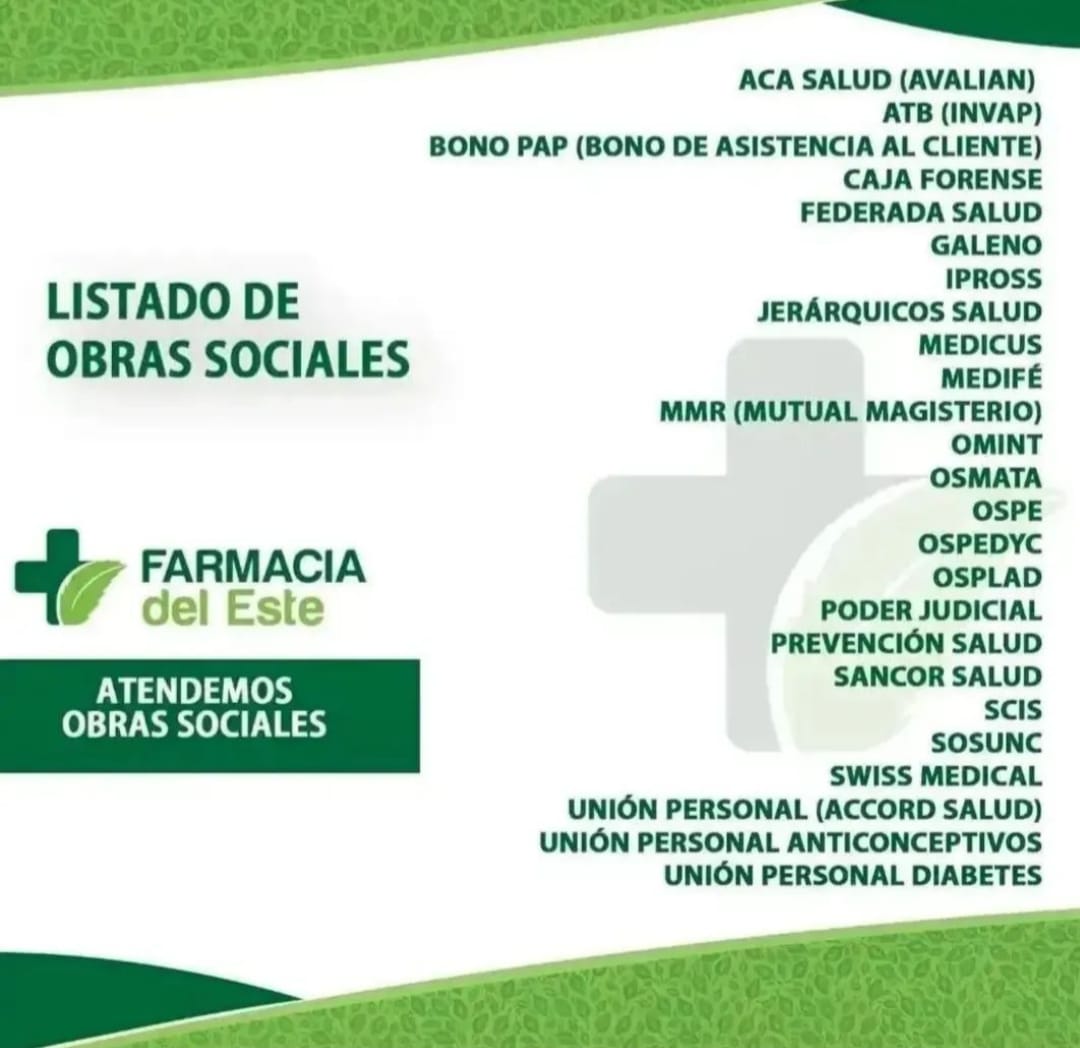 LISTADO DE
OBRAS SOCIALES
FARMACIA
del Este
ATENDEMOS
OBRAS SOCIALES
ACA SALUD (AVALIAN)
ATB (INVAP)
BONO PAP (BONO DE ASISTENCIA AL CLIENTE)
CAJA FORENSE
FEDERADA SALUD
GALENO
IPROSS
JERÁRQUICOS SALUD
MEDICUS
MEDIFÉ
MMR (MUTUAL MAGISTERIO)
OMINT
OSMATA
OSPE
OSPEDYC
OSPLAD
PODER JUDICIAL
PREVENCIÓN SALUD
SANCOR SALUD
SCIS
SOSUNC
SWISS MEDICAL
UNIÓN PERSONAL (ACCORD SALUD)
UNIÓN PERSONAL ANTICONCEPTIVOS
UNIÓN PERSONAL DIABETES